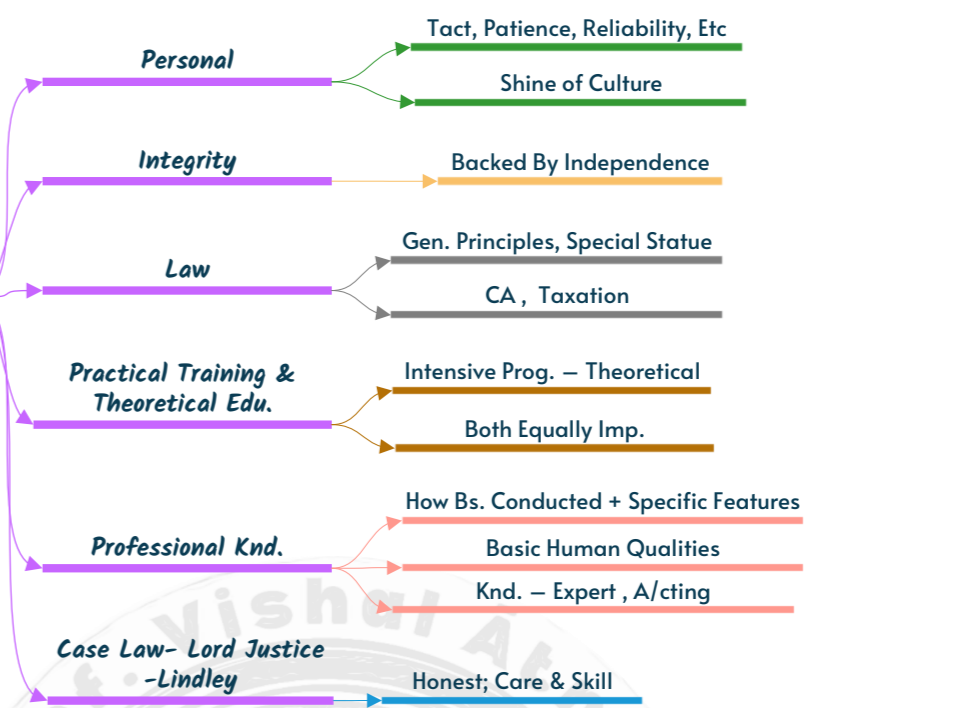 Tact, Patience, Reliability, Etc
Personal
Shine of Culture
Integrity
Backed By Independence
Gen. Principles, Special Statue
Law
CA , Taxation
Practical Training &
Theoretical Edu.
Intensive Prog. – Theoretical
Both Equally Imp.
How Bs. Conducted + Specific Features
Professional Knd.
Basic Human Qualities
Knd. – Expert , A/cting
Case Law- Lord Justice
-Lindley
Honest; Care & Skill
Vishal